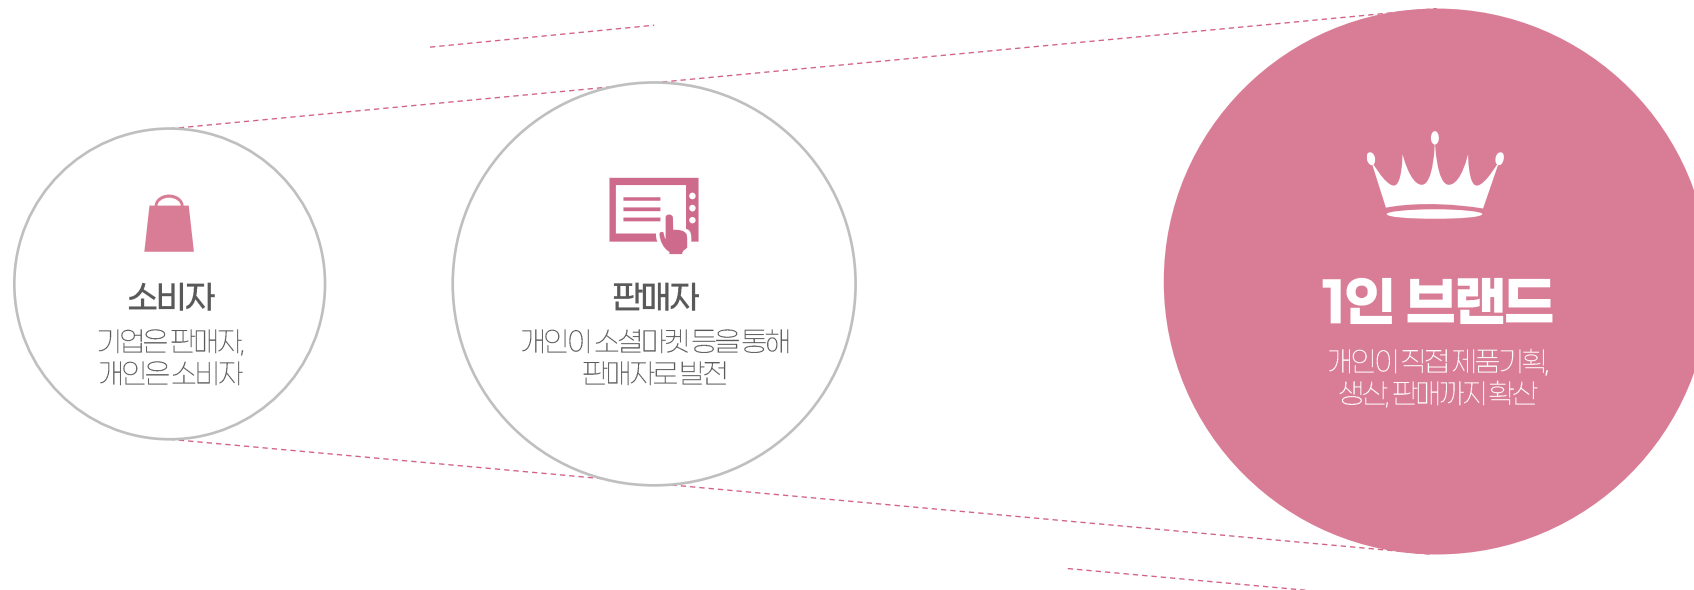 소비자
기업은 판매자,
개인은 소비자
판매자
개인이 소셜마켓 등을 통해
판매자로 발전
1인 브랜드
개인이 직접 제품기획,
생산, 판매까지 확산